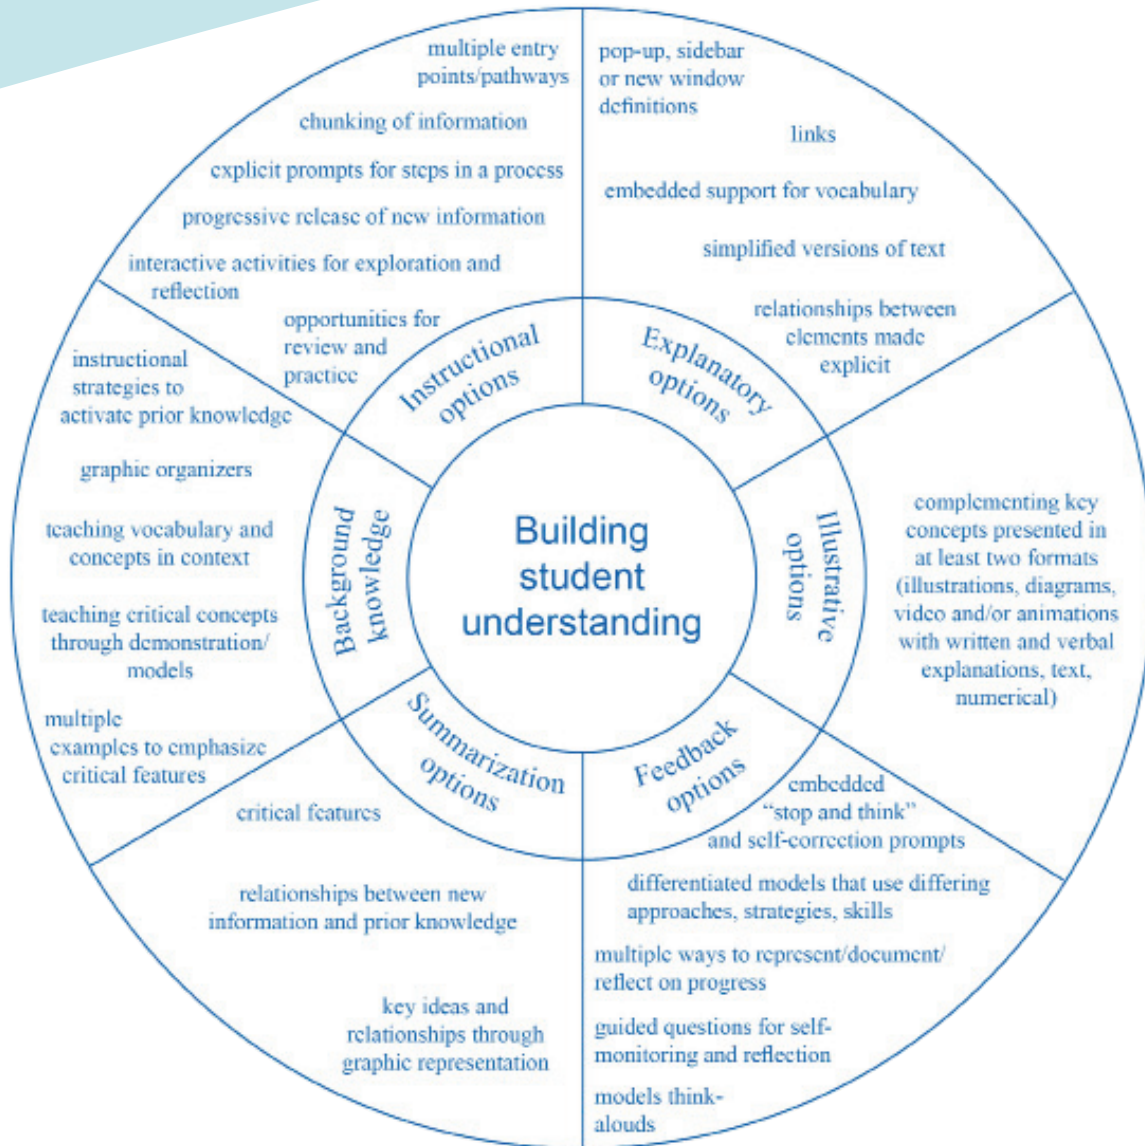 Building
student
understanding
Instructional
options
multiple entry
points/pathways
chunking of information
explicit prompts for steps in a process
progressive release of new information
interactive activities for exploration and
reflection
opportunities for
review and
practice
Explanatory
options
pop-up, sidebar
or new window
definitions
links
embedded support for vocabulary
simplified versions of text
relationships between
elements made
explicit
Illustrative
options
complementing key
concepts presented in
at least two formats
(illustrations, diagrams,
video and/or animations
with written and verbal
explanations, text,
numerical)
Feedback
options
embedded
“stop and think”
and self-correction prompts
differentiated models that use differing
approaches, strategies, skills
multiple ways to represent/document/
reflect on progress
guided questions for self-
monitoring and reflection
models think-
alouds
Summarization
options
critical features
relationships between new
information and prior knowledge
key ideas and
relationships through
graphic representation
Background
knowledge
instructional
strategies to
activate prior knowledge
graphic organizers
teaching vocabulary and
concepts in context
teaching critical concepts
through demonstration/
models
multiple
examples to emphasize
critical features